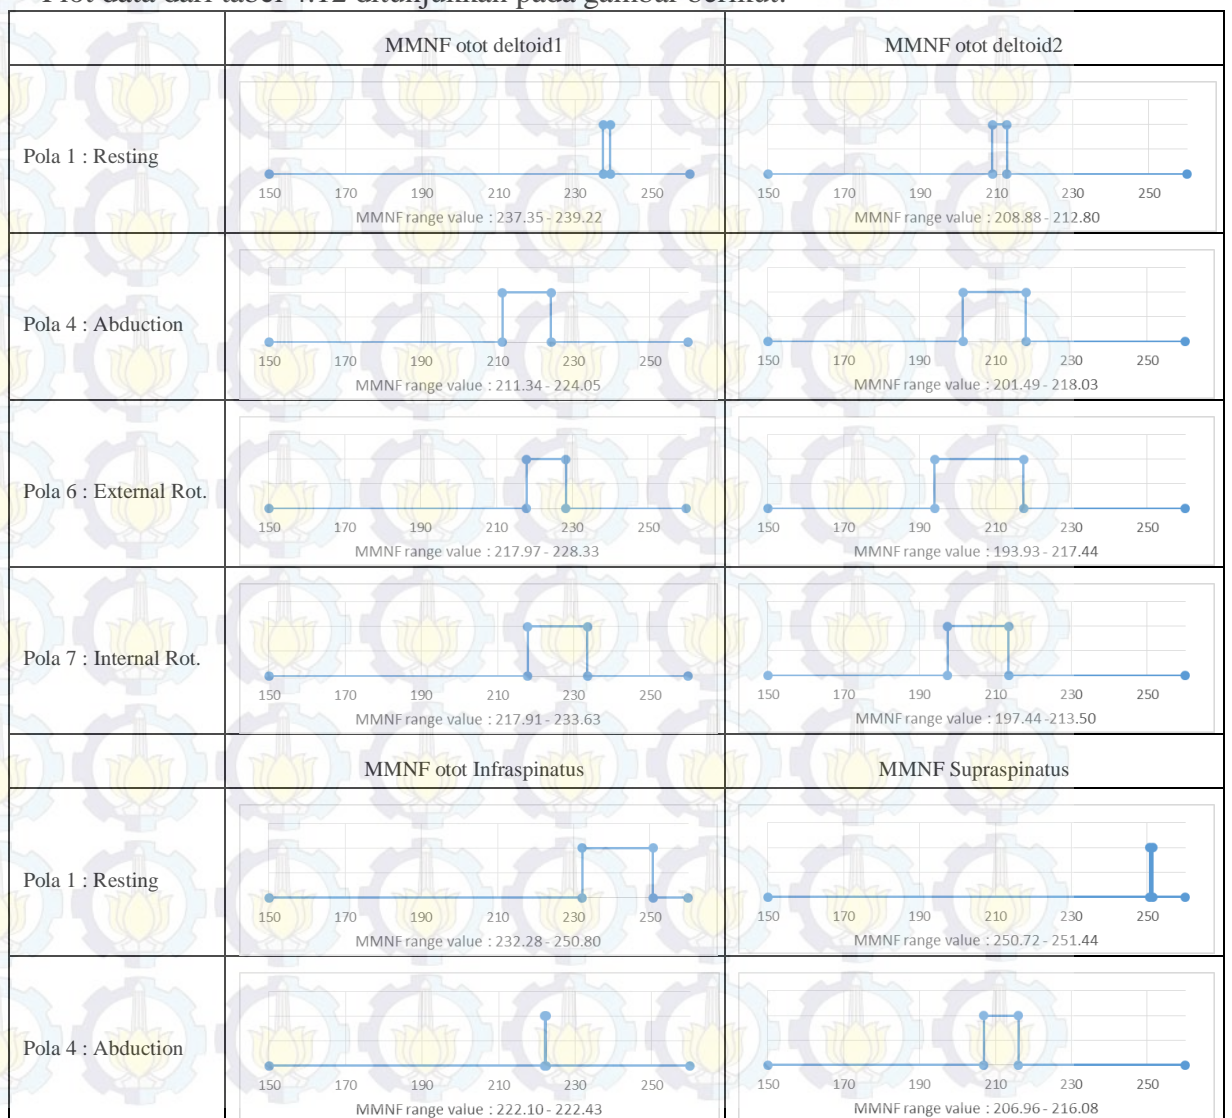 Plot data dari tabel 4.12 ditunjukkan pada gambar berikut:
MMNF otot deltoid1
MMNF otot deltoid2
Pola 1 : Resting
150 170 190 210 230 250
MMNF range value : 237.35 - 239.22
150 170 190 210 230 250
MMNF range value : 208.88 - 212.80
Pola 4 : Abduction
150 170 190 210 230 250
MMNF range value : 211.34 - 224.05
150 170 190 210 230 250
MMNF range value : 201.49 - 218.03
Pola 6 : External Rot.
150 170 190 210 230 250
MMNF range value : 217.97 - 228.33
150 170 190 210 230 250
MMNF range value : 193.93 - 217.44
Pola 7 : Internal Rot.
150 170 190 210 230 250
MMNF range value : 217.91 - 233.63
150 170 190 210 230 250
MMNF range value : 197.44 -213.50
MMNF otot Infraspinatus
MMNF Supraspinatus
Pola 1 : Resting
150 170 190 210 230 250
MMNF range value : 232.28 - 250.80
150 170 190 210 230 250
MMNF range value : 250.72 - 251.44
Pola 4 : Abduction
150 170 190 210 230 250
MMNF range value : 222.10 - 222.43
150 170 190 210 230 250
MMNF range value : 206.96 - 216.08